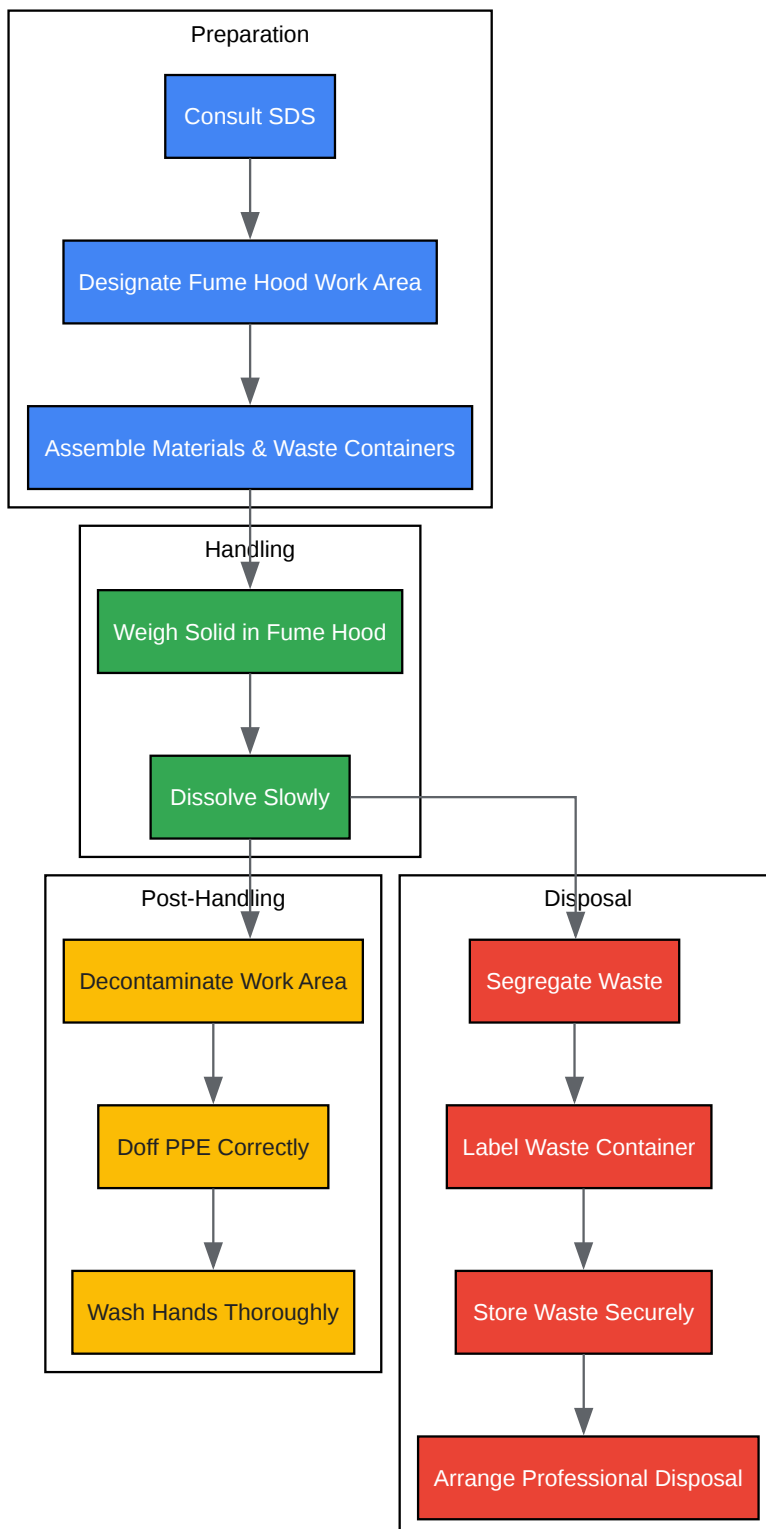 Preparation
Consult SDS
Designate Fume Hood Work Area
Assemble Materials & Waste Containers
Handling
Weigh Solid in Fume Hood
Dissolve Slowly
Post-Handling
Decontaminate Work Area
Doff PPE Correctly
Wash Hands Thoroughly
Disposal
Segregate Waste
Label Waste Container
Store Waste Securely
Arrange Professional Disposal